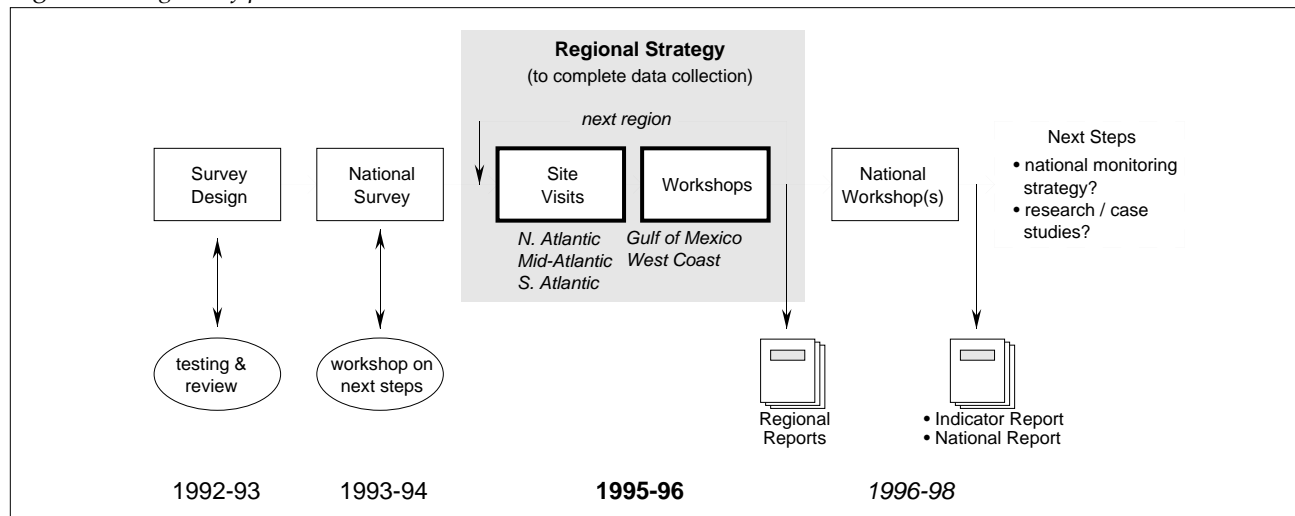 Regional Strategy
(to complete data collection)
next region
Survey
Design
National
Survey
Site
Visits
Workshops
N. Atlantic
Mid-Atlantic
S. Atlantic
Gulf of Mexico
West Coast
National
Workshop(s)
Next Steps
• national monitoring
strategy?
• research / case
studies?
testing &
review
workshop on
next steps
Regional
Reports
• Indicator Report
• National Report
1992-93
1993-94
1995-96
1996-98